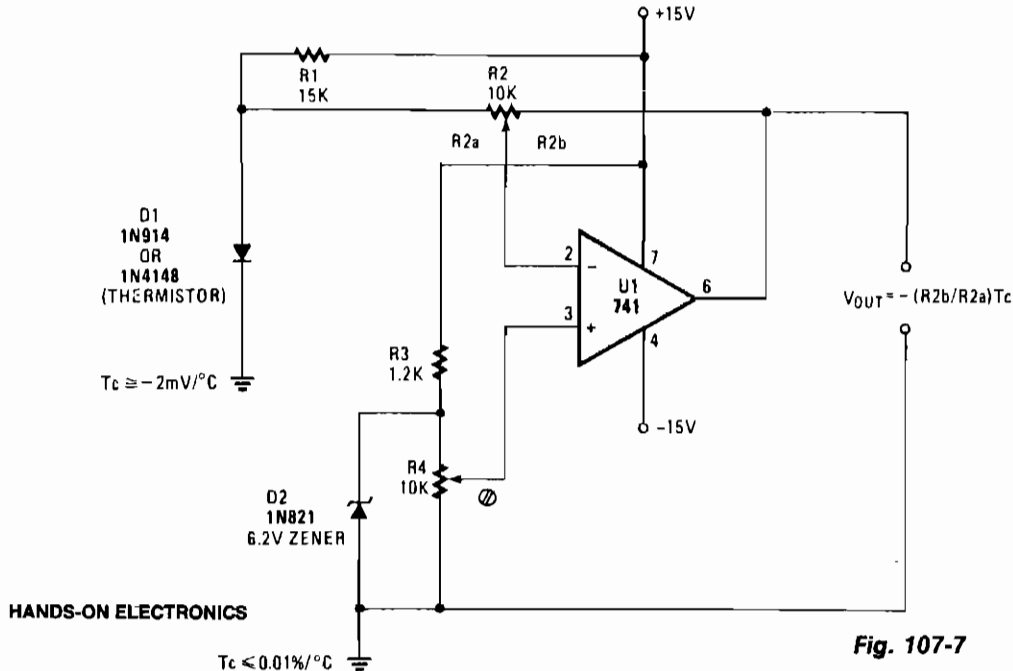 +15V
R1
15K
R2
10K
R2a
R2b
D1
1N914
OR
1N4148
(THERMISTOR)
2
−
7
U1
741
6
3
+
4
VOUT = − (R2b/R2a)Tc
R3
1.2K
Tc ≅ −2mV/°C
−15V
R4
10K
D2
1N821
6.2V ZENER
HANDS-ON ELECTRONICS
Tc ⩽ 0.01%/°C
Fig. 107-7